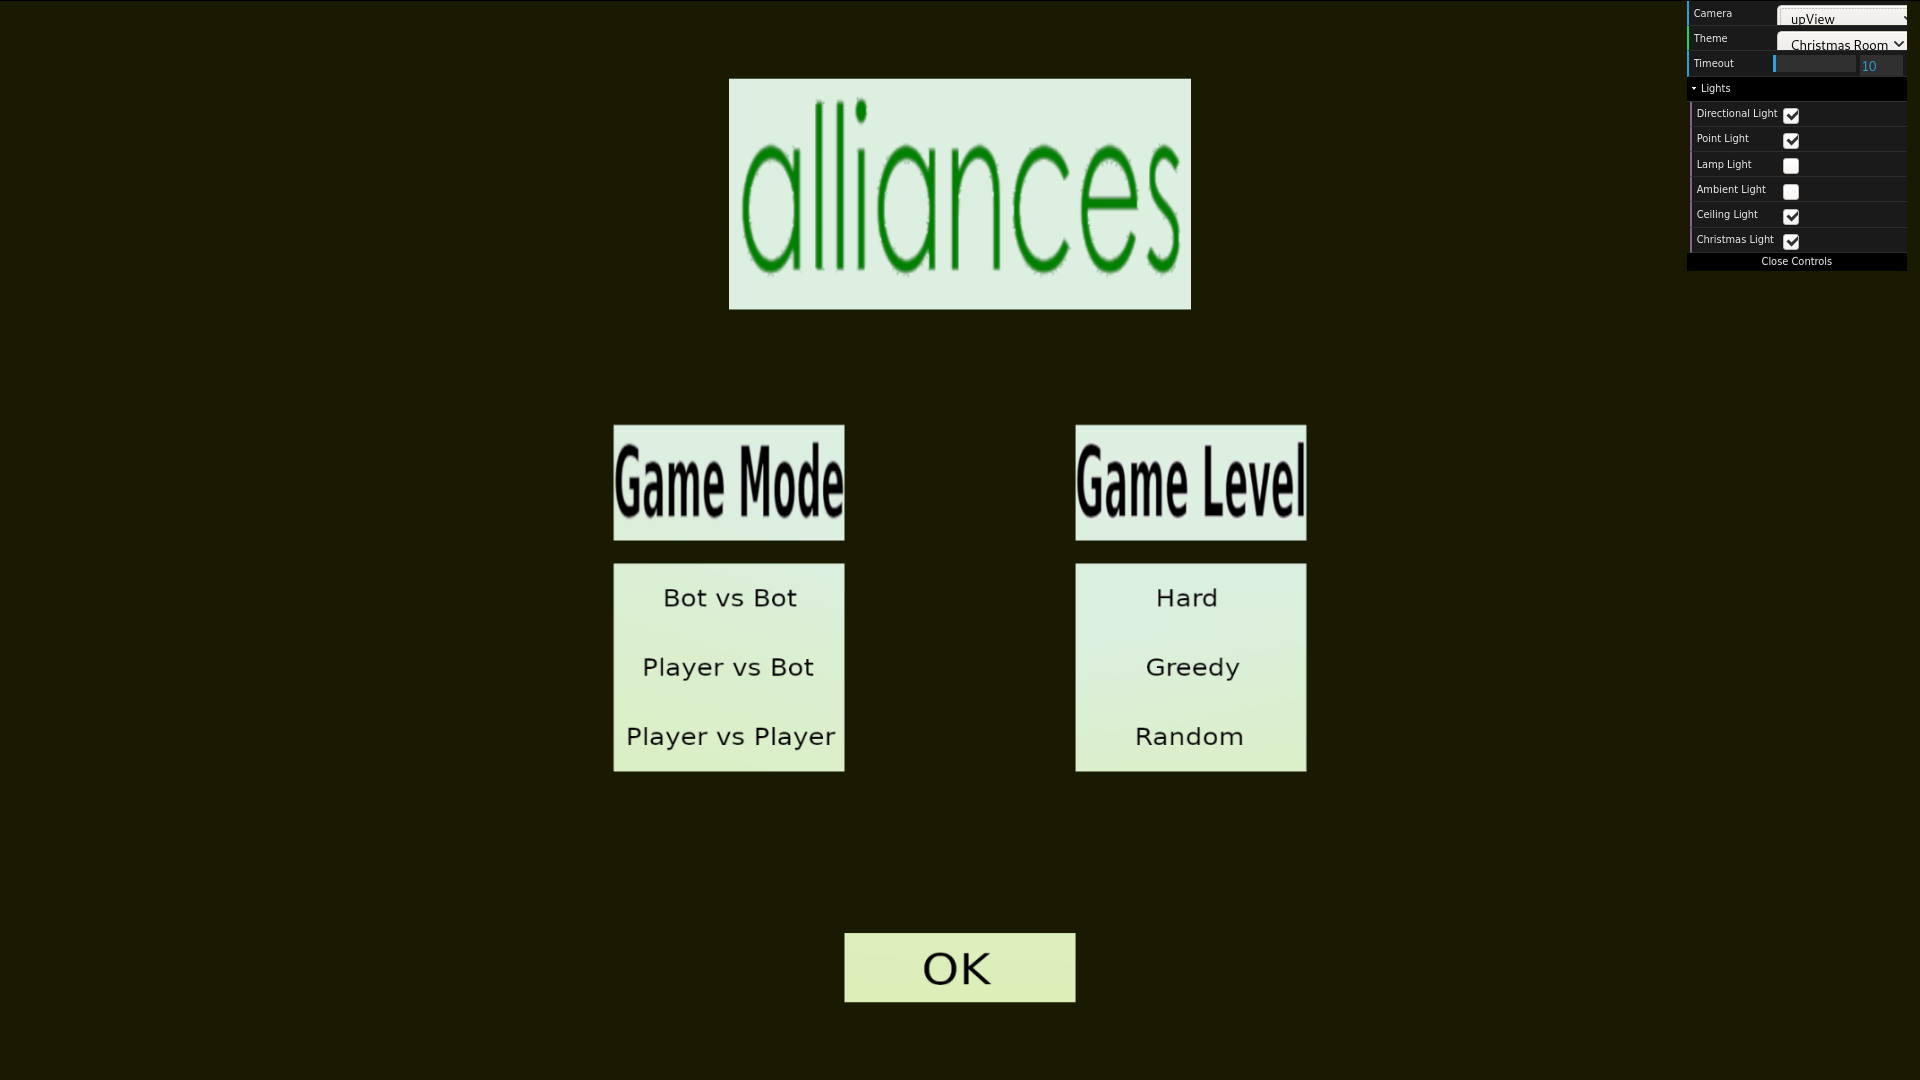 alliances
Game Mode
Game Level
Bot vs Bot
Player vs Bot
Player vs Player
Hard
Greedy
Random
OK
Camera upView
Theme Christmas Room
Timeout 10
Lights
Directional Light
Point Light
Lamp Light
Ambient Light
Ceiling Light
Christmas Light
Close Controls